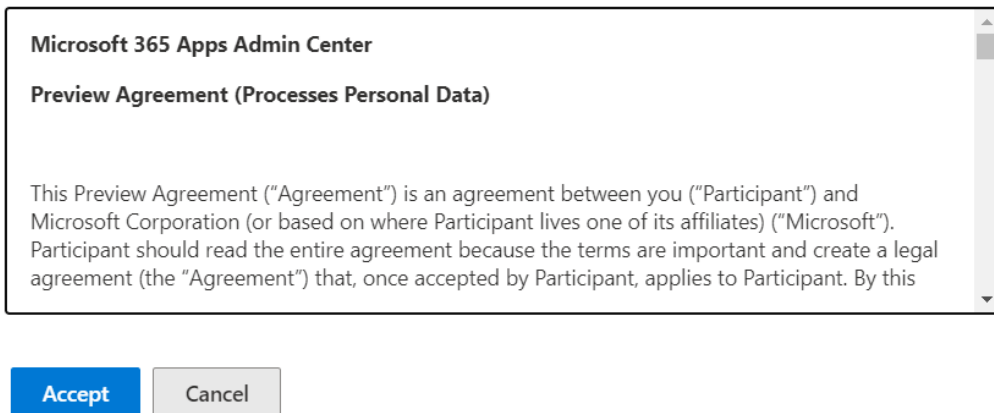 Microsoft 365 Apps Admin Center
Preview Agreement (Processes Personal Data)
This Preview Agreement (“Agreement”) is an agreement between you (“Participant”) and
Microsoft Corporation (or based on where Participant lives one of its affiliates) (“Microsoft”).
Participant should read the entire agreement because the terms are important and create a legal
agreement (the “Agreement”) that, once accepted by Participant, applies to Participant. By this
Accept
Cancel